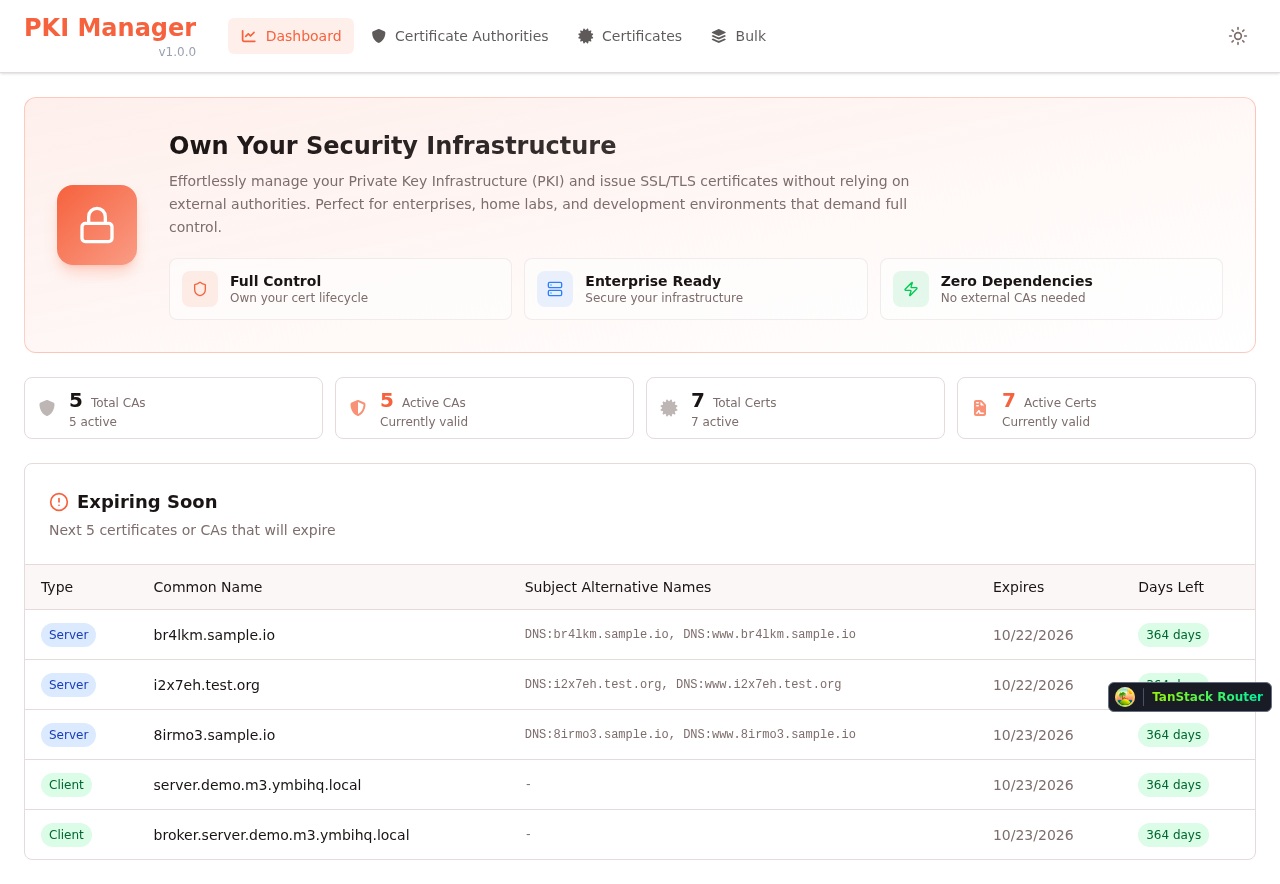 PKI Manager
v1.0.0
Dashboard
Certificate Authorities
Certificates
Bulk
Own Your Security Infrastructure
Effortlessly manage your Private Key Infrastructure (PKI) and issue SSL/TLS certificates without relying on
external authorities. Perfect for enterprises, home labs, and development environments that demand full
control.
Full Control
Own your cert lifecycle
Enterprise Ready
Secure your infrastructure
Zero Dependencies
No external CAs needed
5 Total CAs
5 active
5 Active CAs
Currently valid
7 Total Certs
7 active
7 Active Certs
Currently valid
Expiring Soon
Next 5 certificates or CAs that will expire
Type Common Name Subject Alternative Names Expires Days Left
Server br4lkm.sample.io DNS:br4lkm.sample.io, DNS:www.br4lkm.sample.io 10/22/2026 364 days
Server i2x7eh.test.org DNS:i2x7eh.test.org, DNS:www.i2x7eh.test.org 10/22/2026
TanStack Router
Server 8irmo3.sample.io DNS:8irmo3.sample.io, DNS:www.8irmo3.sample.io 10/23/2026 364 days
Client server.demo.m3.ymbihq.local - 10/23/2026 364 days
Client broker.server.demo.m3.ymbihq.local - 10/23/2026 364 days